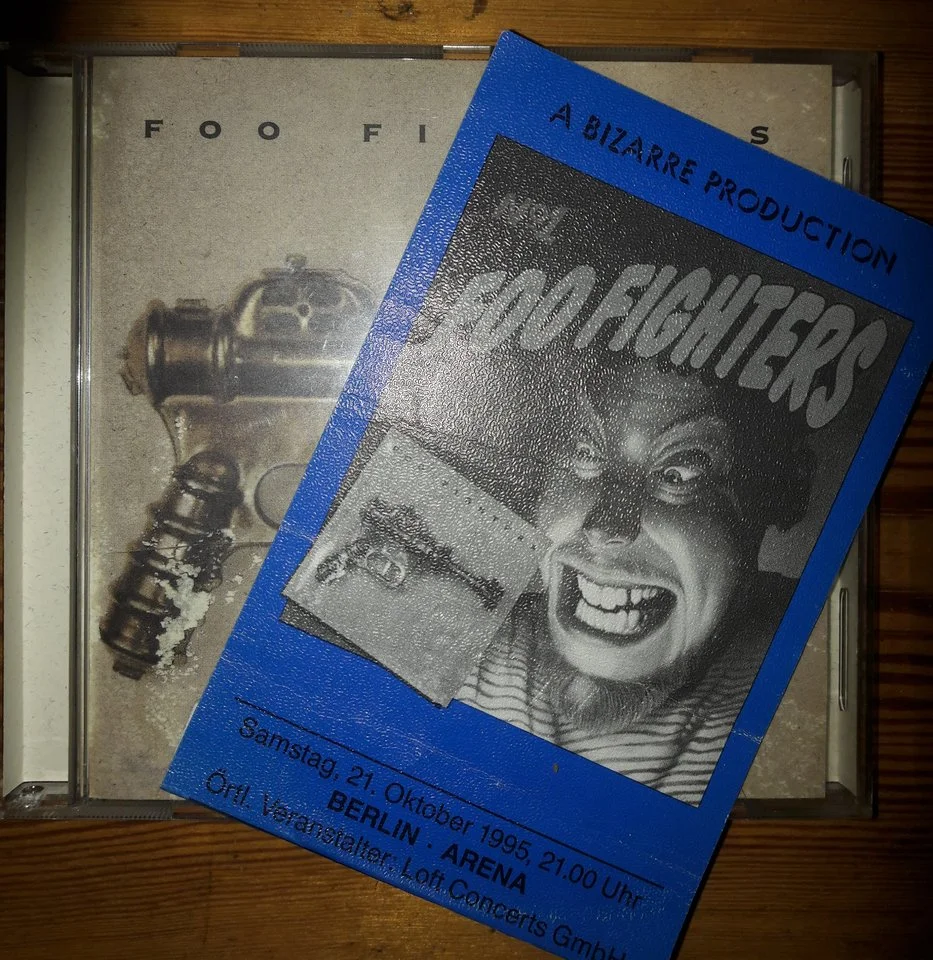 FOO FI S
A BIZARRE PRODUCTION
No1
FOO FIGHTERS
Samstag, 21. Oktober 1995, 21.00 Uhr
BERLIN · ARENA
Örtl. Veranstalter: Loft Concerts GmbH